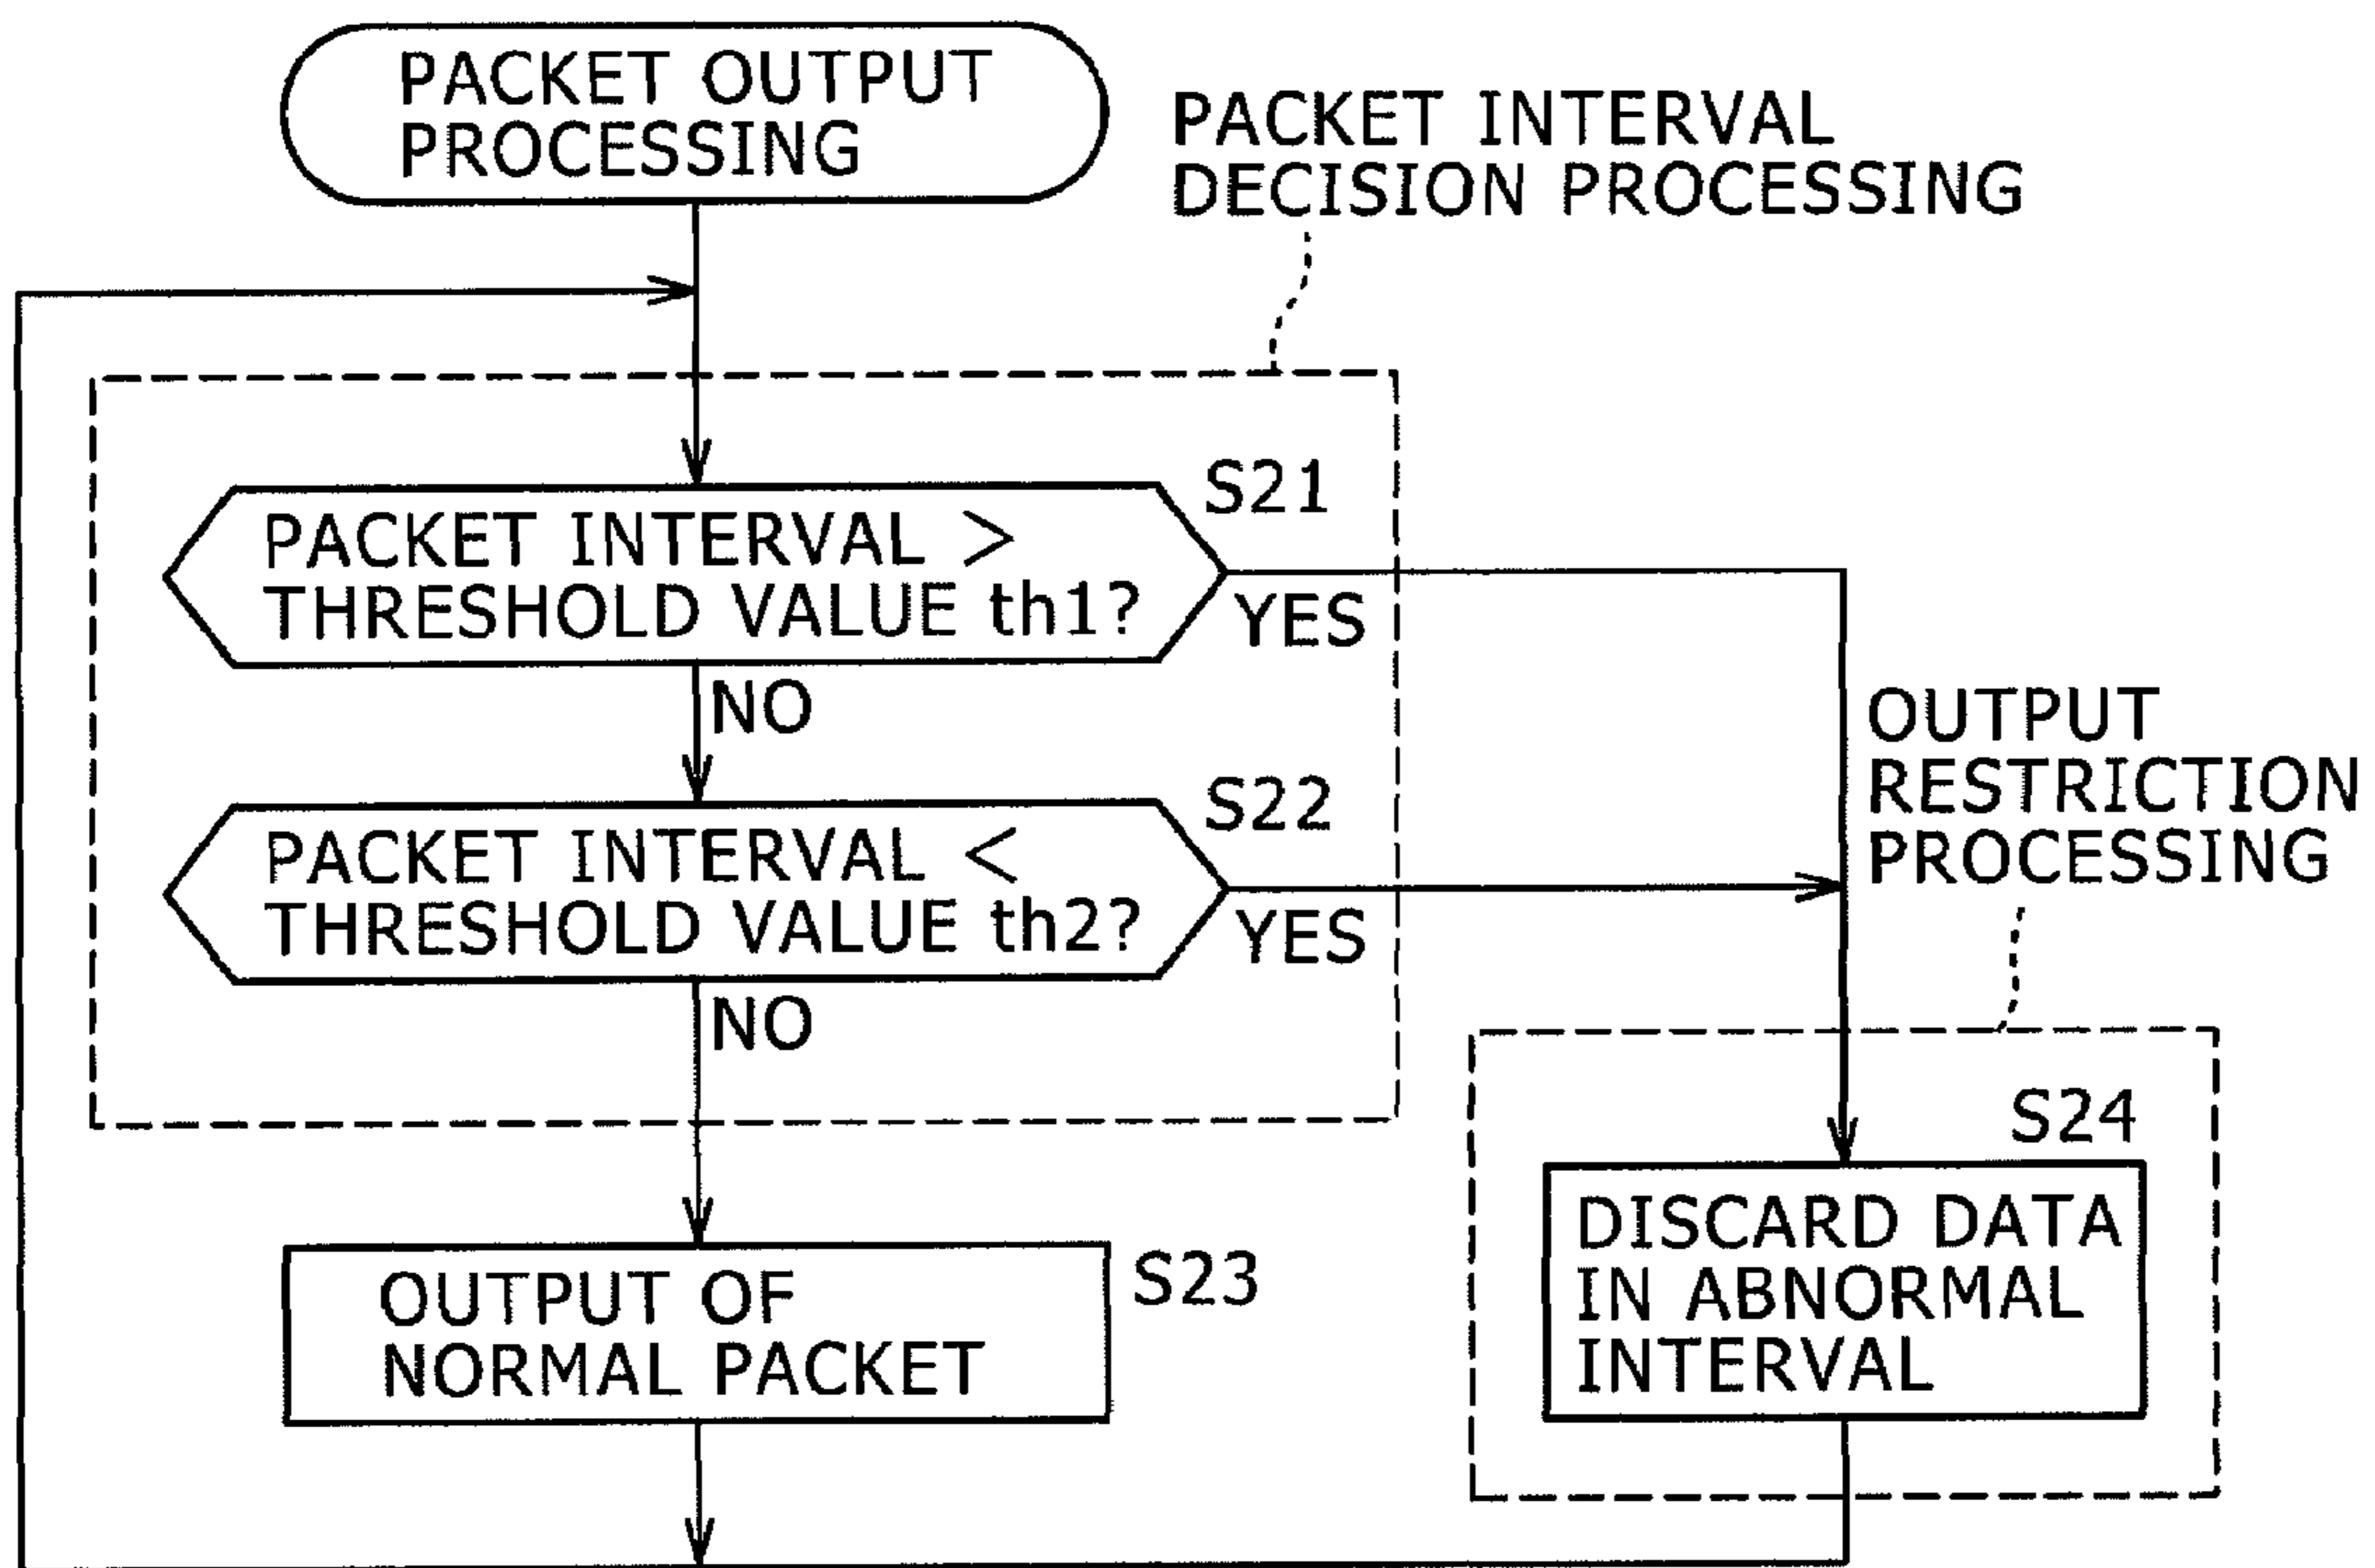 PACKET OUTPUT
PROCESSING
PACKET INTERVAL
DECISION PROCESSING
S21
PACKET INTERVAL >
THRESHOLD VALUE th1?
YES
NO
S22
PACKET INTERVAL <
THRESHOLD VALUE th2?
YES
NO
OUTPUT
RESTRICTION
PROCESSING
S23
OUTPUT OF
NORMAL PACKET
S24
DISCARD DATA
IN ABNORMAL
INTERVAL